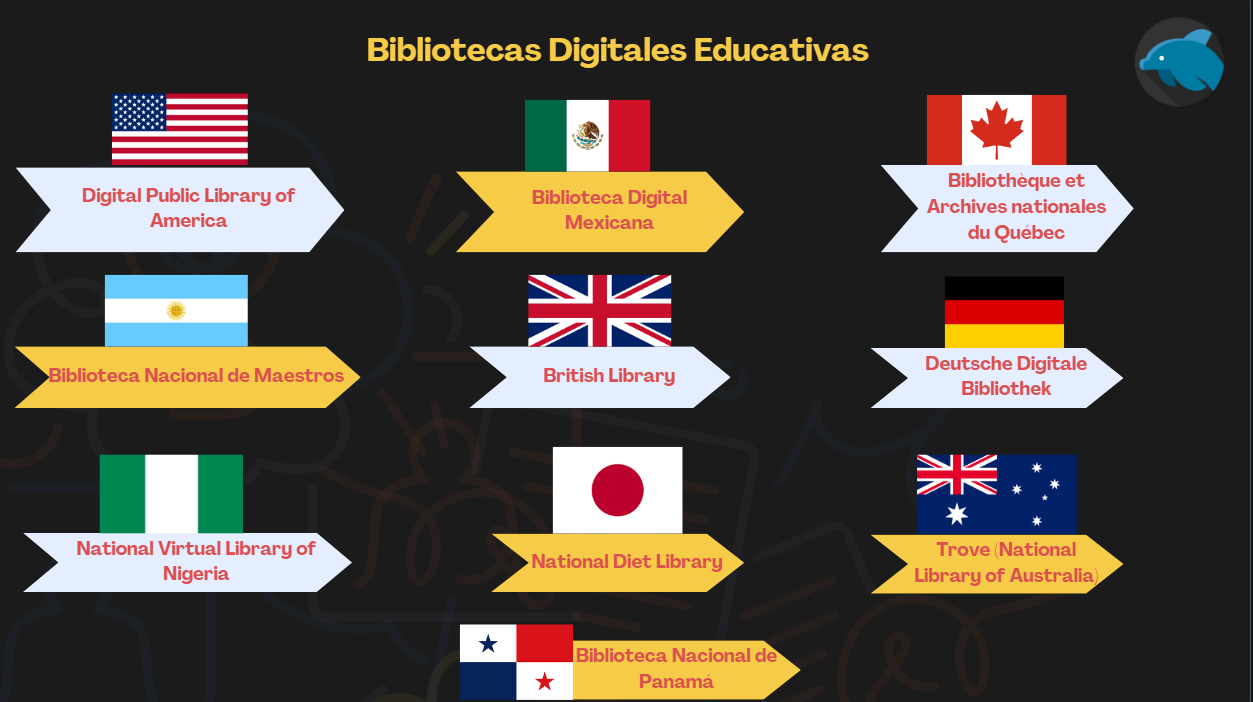 Bibliotecas Digitales Educativas
Digital Public Library of
America
Biblioteca Digital
Mexicana
Bibliothèque et
Archives nationales
du Québec
Biblioteca Nacional de Maestros
British Library
Deutsche Digitale
Bibliothek
National Virtual Library of
Nigeria
National Diet Library
Trove (National
Library of Australia)
Biblioteca Nacional de
Panamá